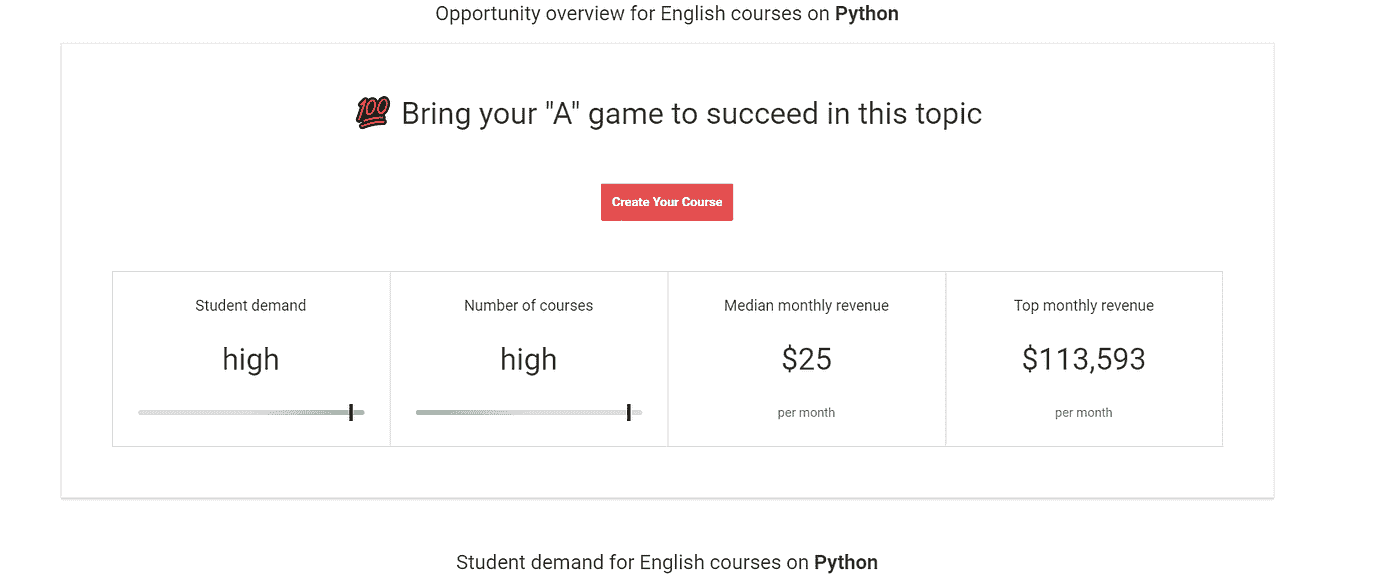 Opportunity overview for English courses on Python
💯 Bring your "A" game to succeed in this topic
Create Your Course
Student demand
high
Number of courses
high
Median monthly revenue
$25
per month
Top monthly revenue
$113,593
per month
Student demand for English courses on Python